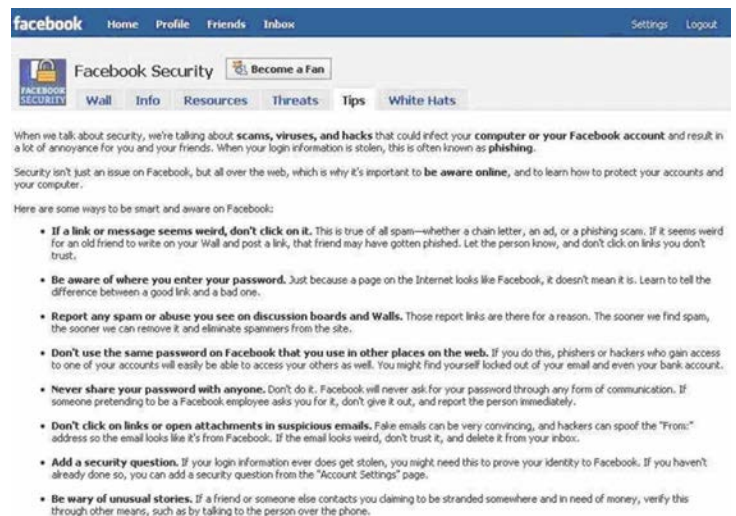 facebook Home Profile Friends Inbox Settings Logout
FACEBOOK
SECURITY
Facebook Security Become a Fan
Wall Info Resources Threats Tips White Hats
When we talk about security, we're talking about scams, viruses, and hacks that could infect your computer or your Facebook account and result in
a lot of annoyance for you and your friends. When your login information is stolen, this is often known as phishing.
Security isn't just an issue on Facebook, but all over the web, which is why it's important to be aware online, and to learn how to protect your accounts and
your computer.
Here are some ways to be smart and aware on Facebook:
• If a link or message seems weird, don't click on it. This is true of all spam—whether a chain letter, an ad, or a phishing scam. If it seems weird
for an old friend to write on your Wall and post a link, that friend may have gotten phished. Let the person know, and don't click on links you don't
trust.
• Be aware of where you enter your password. Just because a page on the Internet looks like Facebook, it doesn't mean it is. Learn to tell the
difference between a good link and a bad one.
• Report any spam or abuse you see on discussion boards and Walls. Those report links are there for a reason. The sooner we find spam,
the sooner we can remove it and eliminate spammers from the site.
• Don't use the same password on Facebook that you use in other places on the web. If you do this, phishers or hackers who gain access
to one of your accounts will easily be able to access your others as well. You might find yourself locked out of your email and even your bank account.
• Never share your password with anyone. Don't do it. Facebook will never ask for your password through any form of communication. If
someone pretending to be a Facebook employee asks you for it, don't give it out, and report the person immediately.
• Don't click on links or open attachments in suspicious emails. Fake emails can be very convincing, and hackers can spoof the "From:"
address so the email looks like it's from Facebook. If the email looks weird, don't trust it, and delete it from your inbox.
• Add a security question. If your login information ever does get stolen, you might need this to prove your identity to Facebook. If you haven't
already done so, you can add a security question from the "Account Settings" page.
• Be wary of unusual stories. If a friend or someone else contacts you claiming to be stranded somewhere and in need of money, verify this
through other means, such as by talking to the person over the phone.